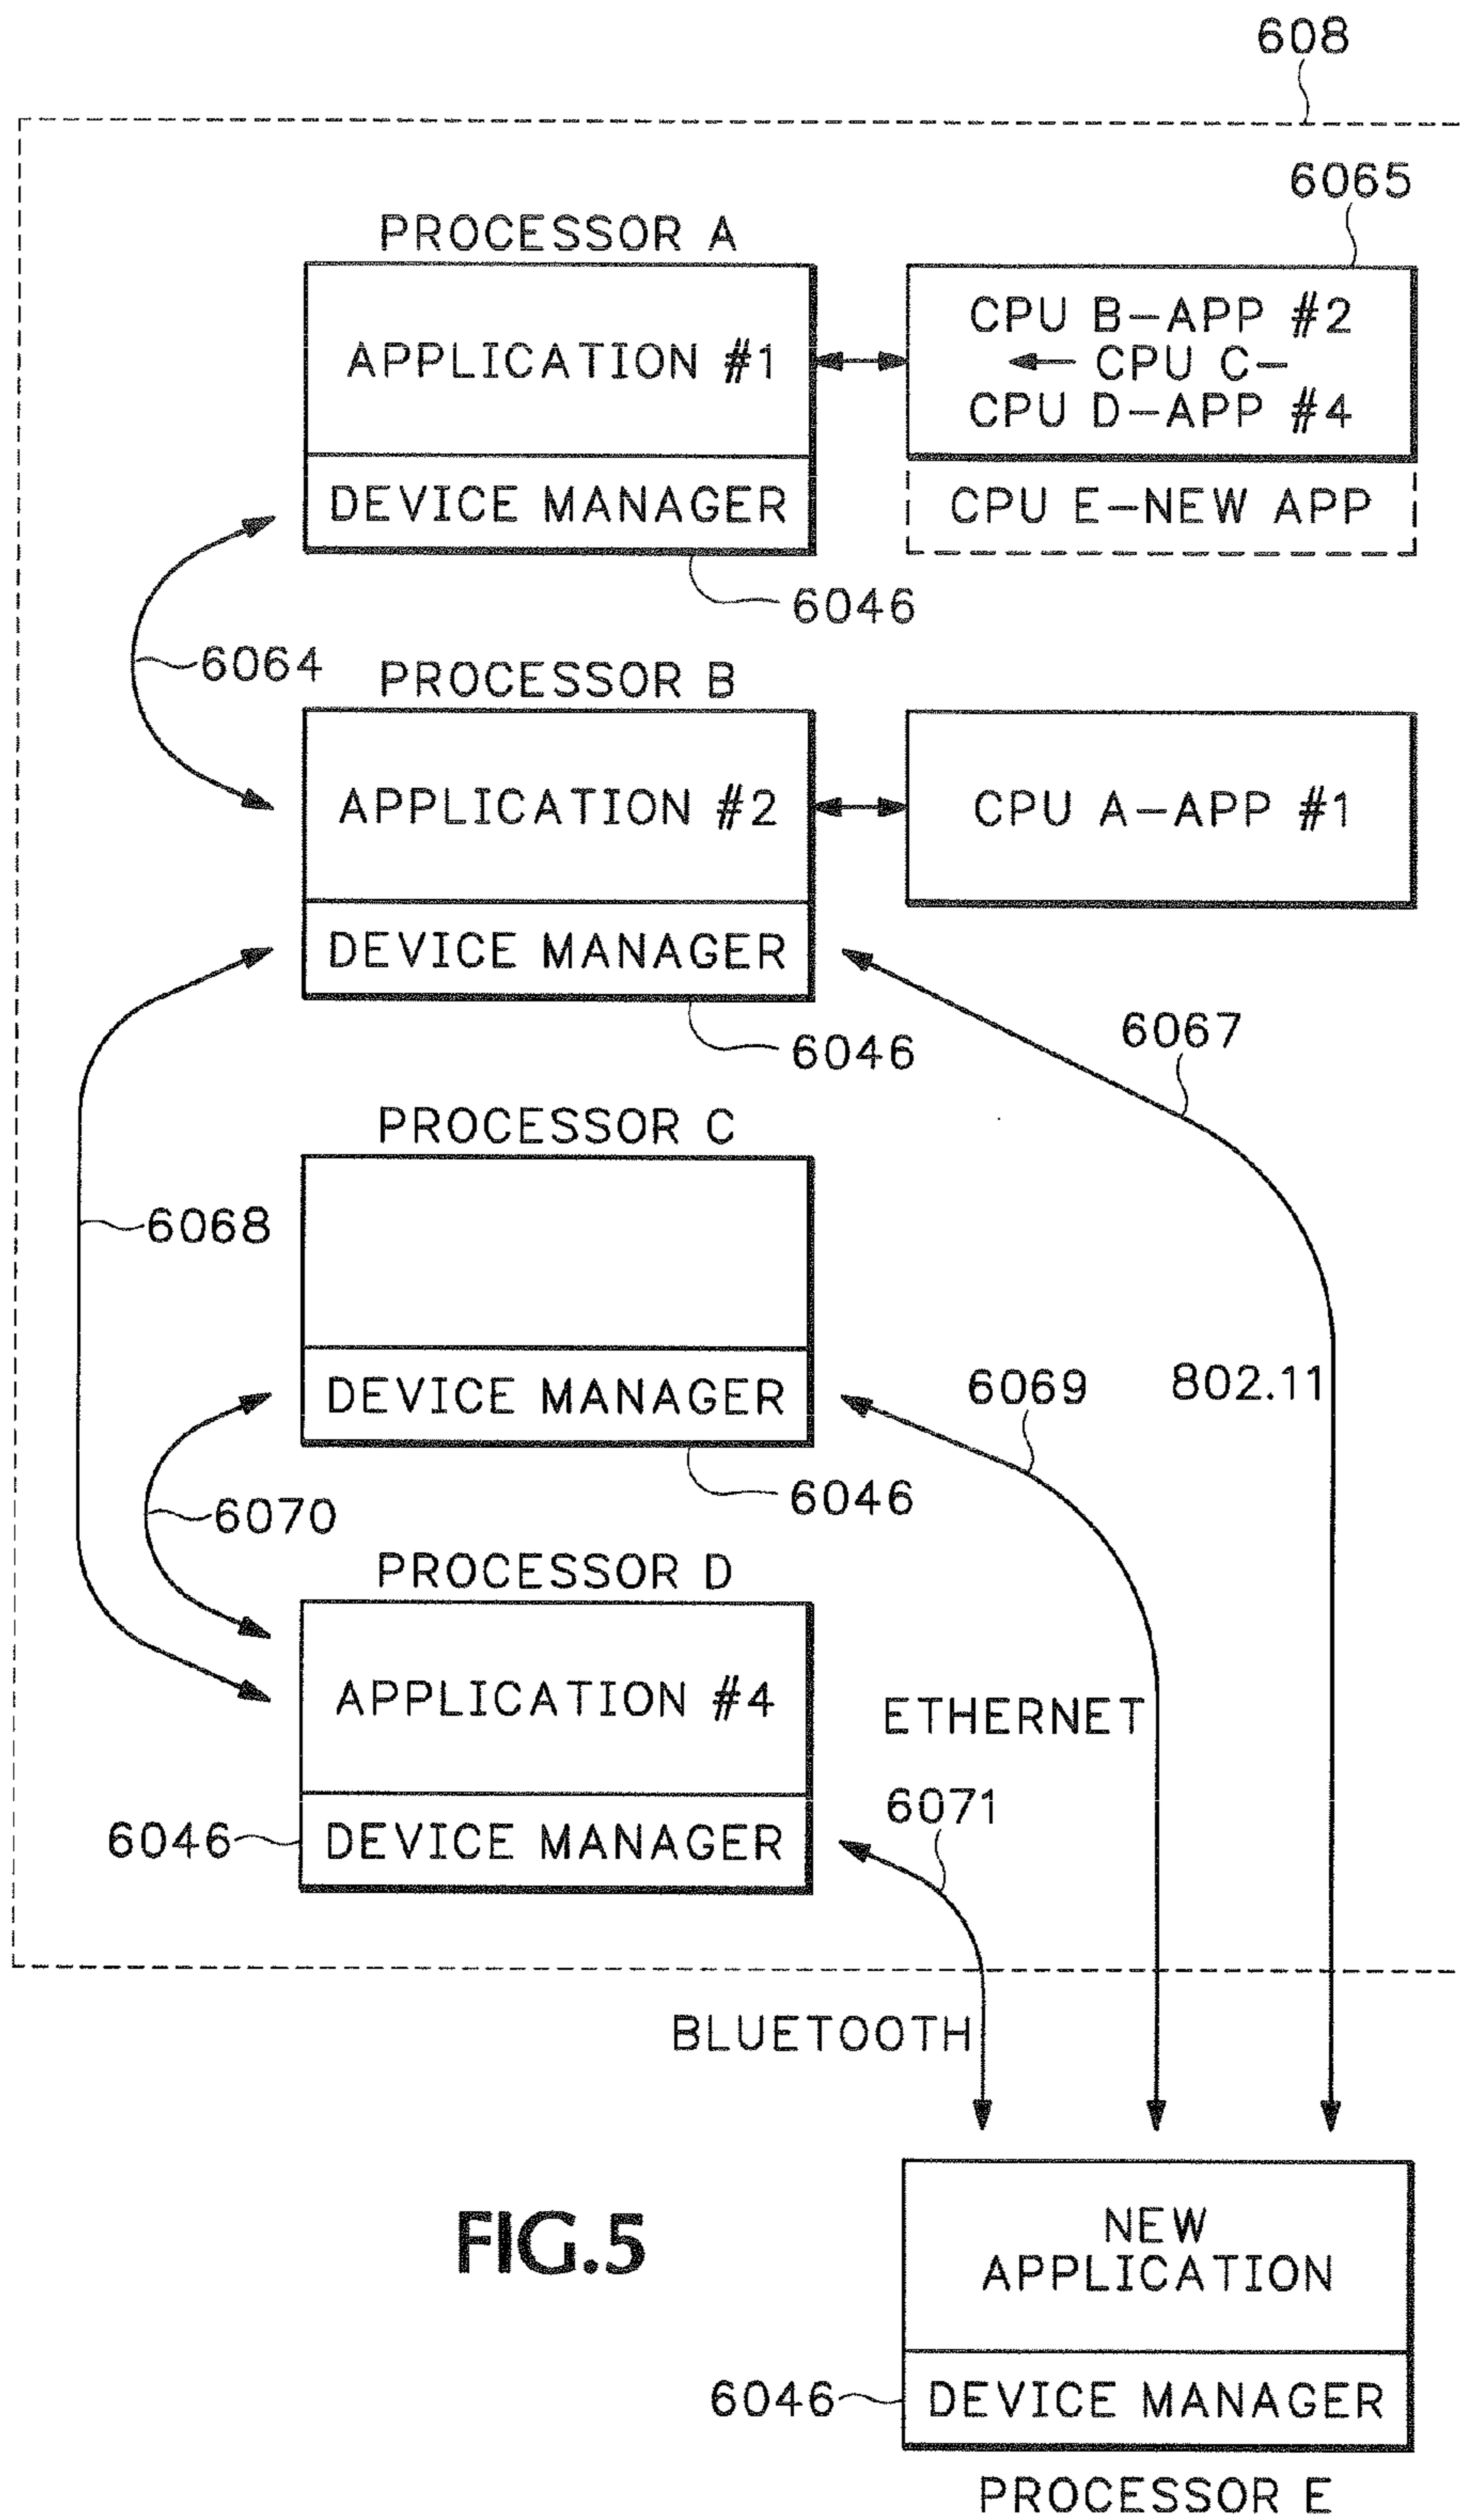 608
6065
PROCESSOR A
APPLICATION #1
DEVICE MANAGER
6046
CPU B-APP #2
← CPU C-
CPU D-APP #4
CPU E-NEW APP
6064
PROCESSOR B
APPLICATION #2
DEVICE MANAGER
6046
CPU A-APP #1
6067
PROCESSOR C
6068
DEVICE MANAGER
6046
6069
802.11
6070
PROCESSOR D
APPLICATION #4
6046
DEVICE MANAGER
ETHERNET
6071
BLUETOOTH
FIG.5
NEW
APPLICATION
6046
DEVICE MANAGER
PROCESSOR E